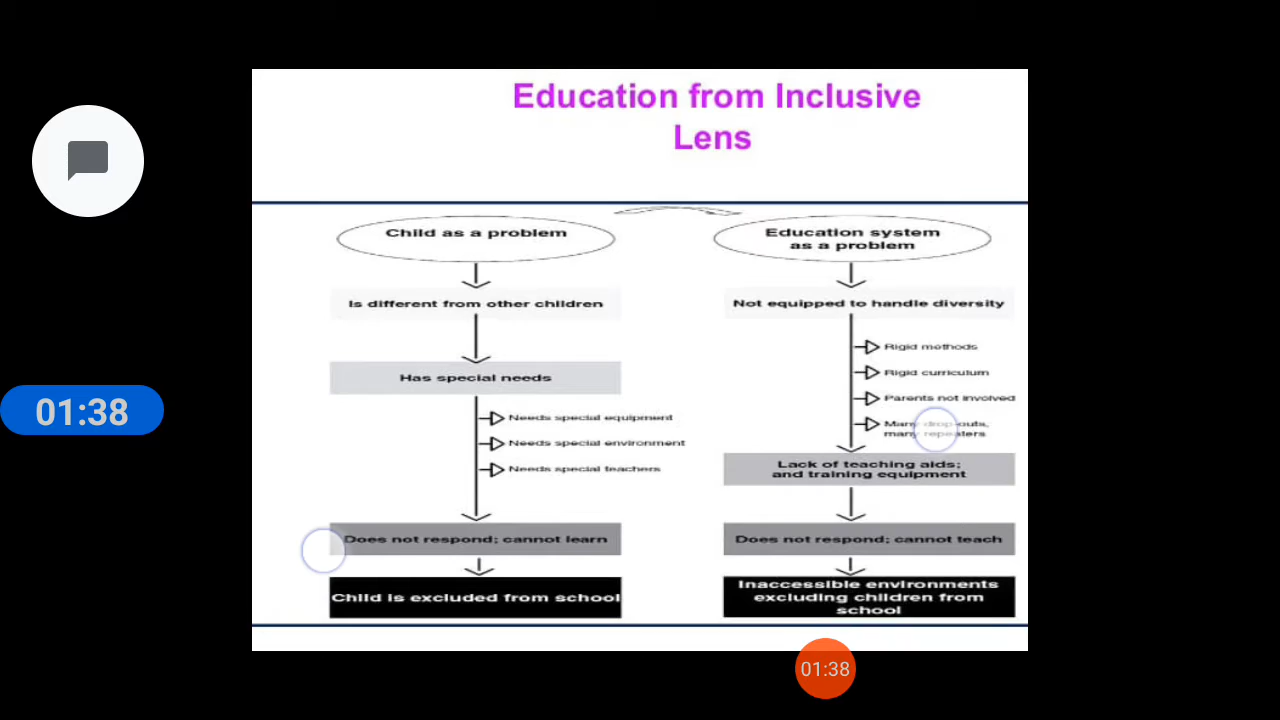 Education from Inclusive
Lens
Child as a problem
Is different from other children
Has special needs
Needs special equipment
Needs special environment
Needs special teachers
Does not respond; cannot learn
Child is excluded from school
Education system
as a problem
Not equipped to handle diversity
Rigid methods
Rigid curriculum
Parents not involved
Many drop-outs,
many repeaters
Lack of teaching aids;
and training equipment
Does not respond; cannot teach
Inaccessible environments
excluding children from
school
01:38
01:38